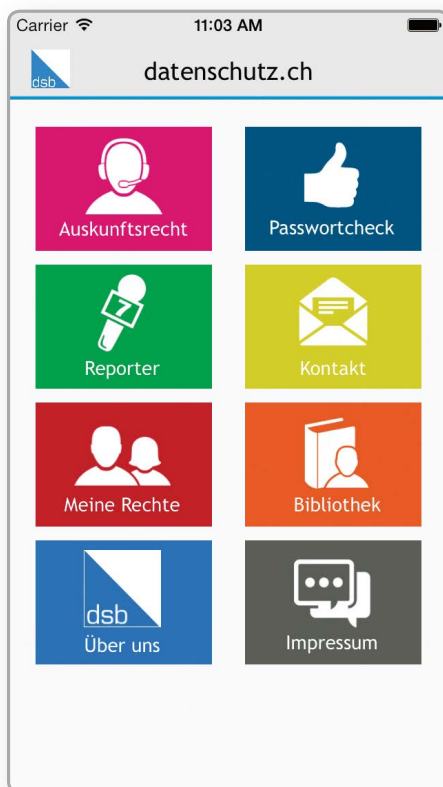 Carrier 11:03 AM
dsb datenschutz.ch
Auskunftsrecht Passwortcheck
7
Reporter Kontakt
Meine Rechte Bibliothek
dsb
Über uns Impressum